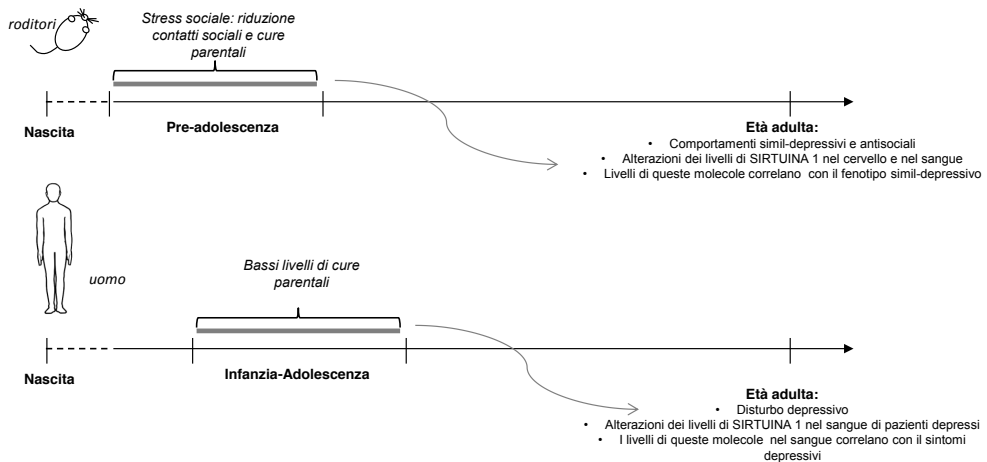 roditori
Stress sociale: riduzione
contatti sociali e cure
parentali
Nascita
Pre-adolescenza
Età adulta:
• Comportamenti simil-depressivi e antisociali
• Alterazioni dei livelli di SIRTUINA 1 nel cervello e nel sangue
• Livelli di queste molecole correlano con il fenotipo simil-depressivo
uomo
Bassi livelli di cure
parentali
Nascita
Infanzia-Adolescenza
Età adulta:
• Disturbo depressivo
• Alterazioni dei livelli di SIRTUINA 1 nel sangue di pazienti depressi
• I livelli di queste molecole nel sangue correlano con il sintomi
depressivi